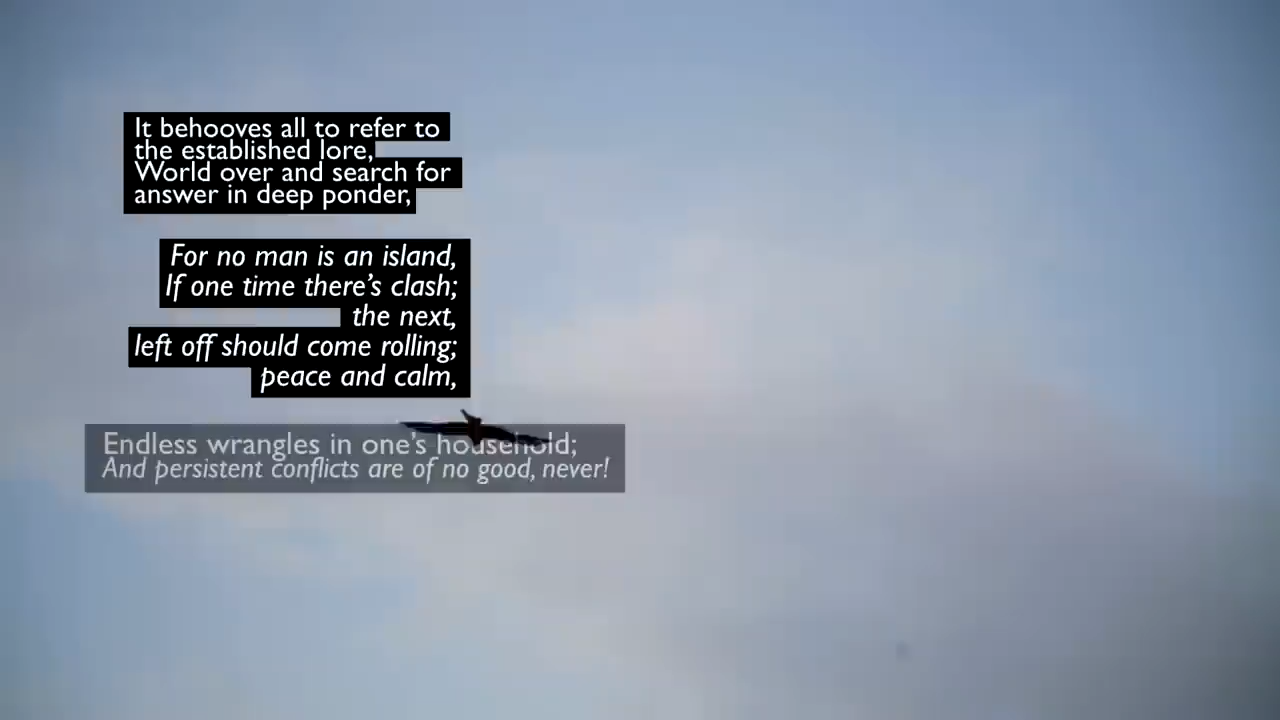 It behooves all to refer to
the established lore,
World over and search for
answer in deep ponder,
For no man is an island,
If one time there's clash;
the next,
left off should come rolling;
peace and calm,
Endless wrangles in one's household;
And persistent conflicts are of no good, never!